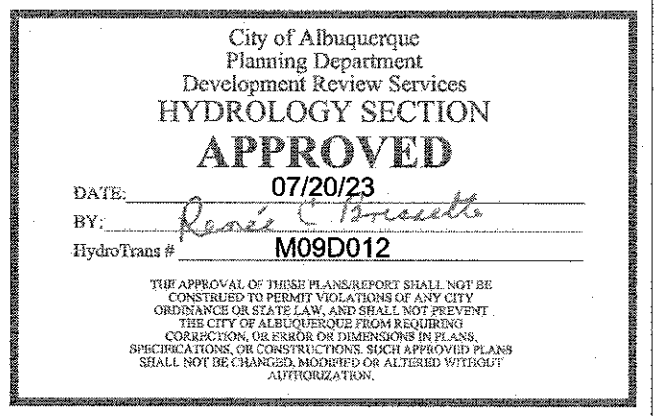 City of Albuquerque
Planning Department
Development Review Services
HYDROLOGY SECTION
APPROVED
DATE: 07/20/23
BY: Renée C Brissette
HydroTrans # M09D012
THE APPROVAL OF THESE PLANS/REPORT SHALL NOT BE
CONSTRUED TO PERMIT VIOLATIONS OF ANY CITY
ORDINANCE OR STATE LAW, AND SHALL NOT PREVENT
THE CITY OF ALBUQUERQUE FROM REQUIRING
CORRECTION, OR ERROR OR DIMENSIONS IN PLANS,
SPECIFICATIONS, OR CONSTRUCTIONS. SUCH APPROVED PLANS
SHALL NOT BE CHANGED, MODIFIED OR ALTERED WITHOUT
AUTHORIZATION.